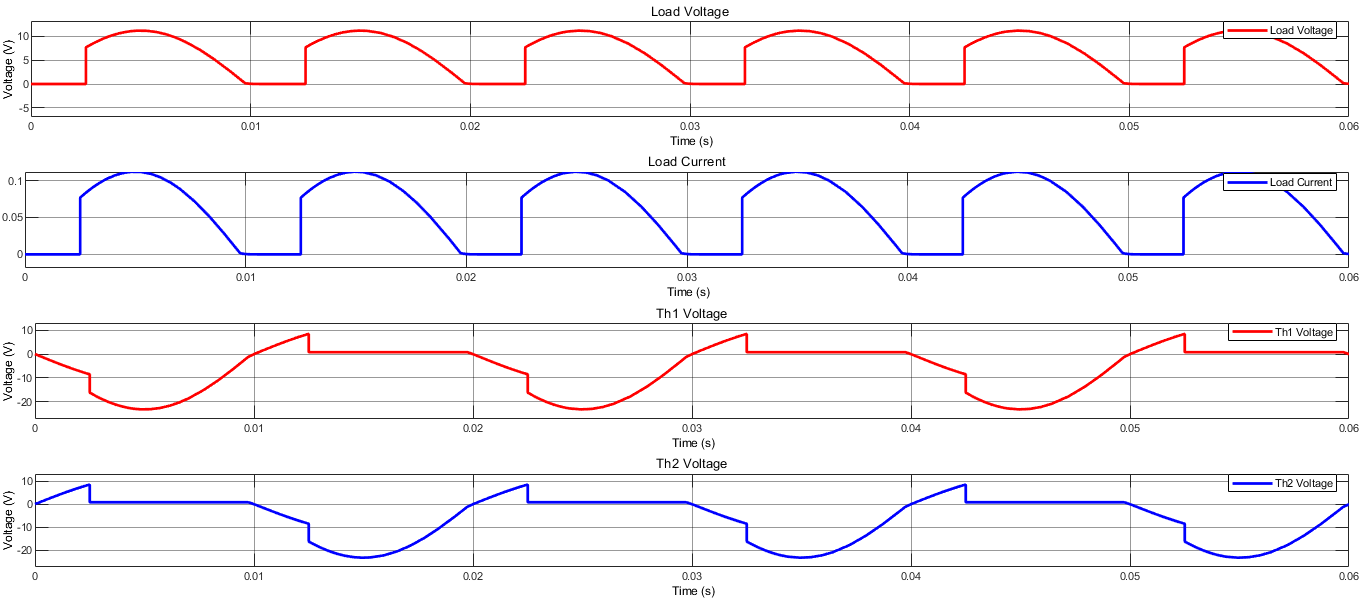 Load Voltage
Voltage (V)
10
5
0
-5
Load Voltage
0
0.01
0.02
0.03
0.04
0.05
0.06
Time (s)
Load Current
0.1
0.05
0
Load Current
0
0.01
0.02
0.03
0.04
0.05
0.06
Time (s)
Th1 Voltage
Voltage (V)
10
0
-10
-20
Th1 Voltage
0
0.01
0.02
0.03
0.04
0.05
0.06
Time (s)
Th2 Voltage
Voltage (V)
10
0
-10
-20
Th2 Voltage
0
0.01
0.02
0.03
0.04
0.05
0.06
Time (s)